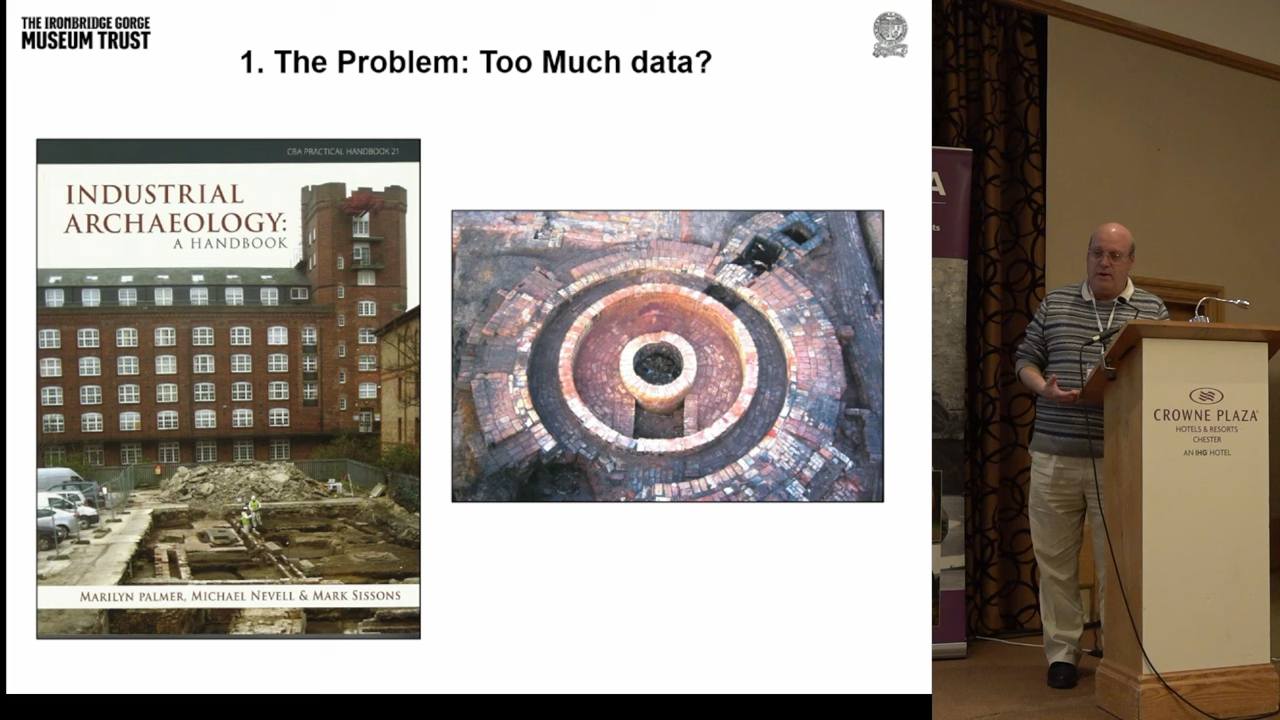 THE IRONBRIDGE GORGE
MUSEUM TRUST
1. The Problem: Too Much data?
CBA PRACTICAL HANDBOOK 21
INDUSTRIAL
ARCHAEOLOGY:
A HANDBOOK
MARILYN PALMER, MICHAEL NEVELL & MARK SISSONS
A
CROWNE PLAZA
HOTELS & RESORTS
CHESTER
AN IHG HOTEL